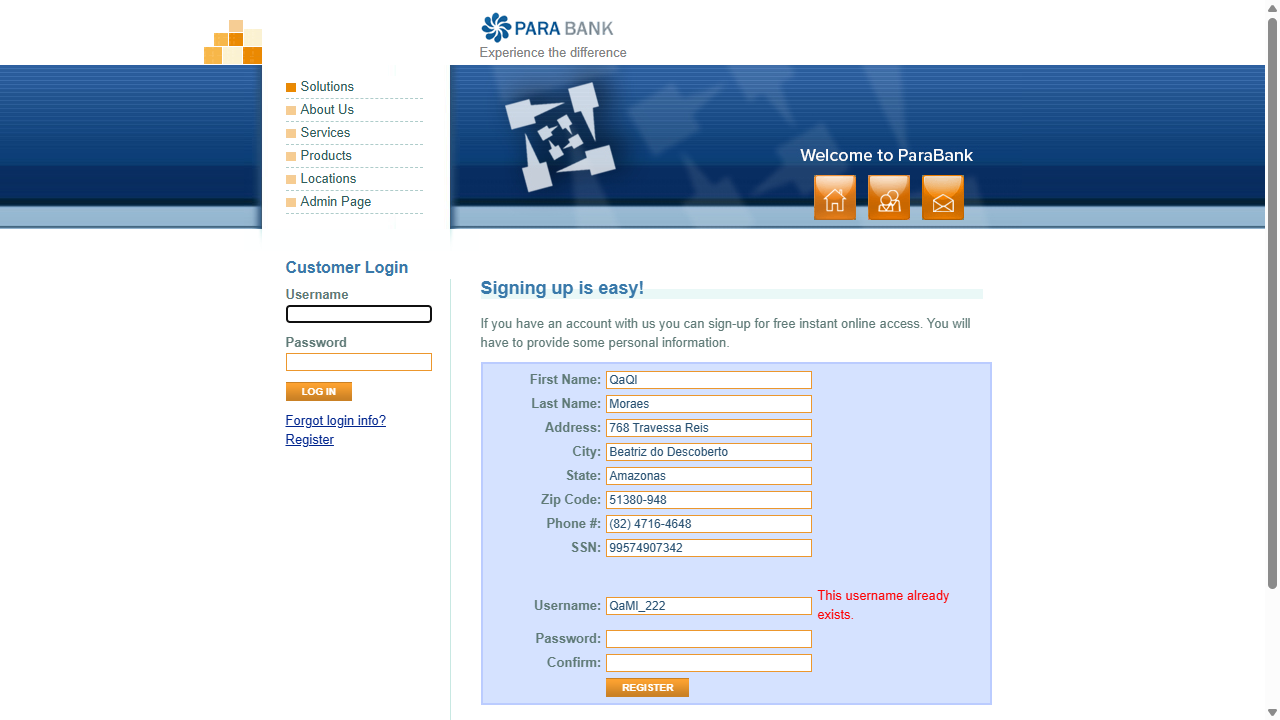 PARA BANK
Experience the difference
Solutions
About Us
Services
Products
Locations
Admin Page
Welcome to ParaBank
Customer Login
Username
Password
LOG IN
Forgot login info?
Register
Signing up is easy!
If you have an account with us you can sign-up for free instant online access. You will
have to provide some personal information.
First Name: QaQl
Last Name: Moraes
Address: 768 Travessa Reis
City: Beatriz do Descoberto
State: Amazonas
Zip Code: 51380-948
Phone #: (82) 4716-4648
SSN: 99574907342
Username: QaMl_222 This username already
exists.
Password:
Confirm:
REGISTER